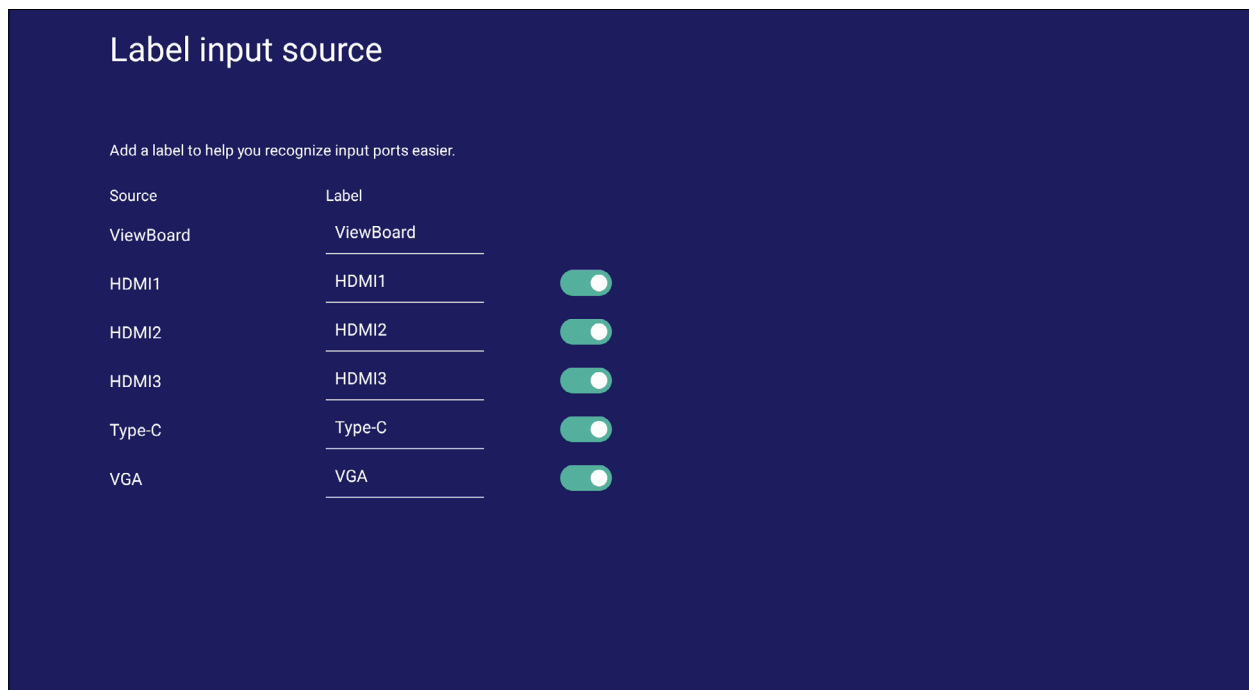 Label input source
Add a label to help you recognize input ports easier.
Source Label
ViewBoard ViewBoard
HDMI1 HDMI1
HDMI2 HDMI2
HDMI3 HDMI3
Type-C Type-C
VGA VGA